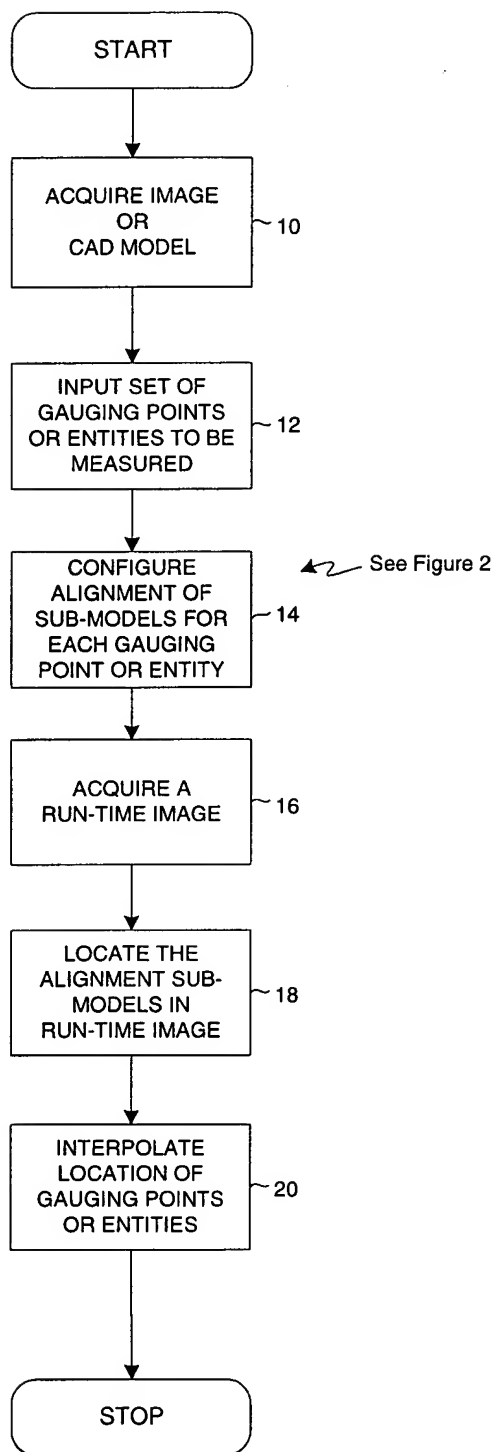 START
ACQUIRE IMAGE
OR
CAD MODEL
10
INPUT SET OF
GAUGING POINTS
OR ENTITIES TO BE
MEASURED
12
CONFIGURE
ALIGNMENT OF
SUB-MODELS FOR
EACH GAUGING
POINT OR ENTITY
14
See Figure 2
ACQUIRE A
RUN-TIME IMAGE
16
LOCATE THE
ALIGNMENT SUB-
MODELS IN
RUN-TIME IMAGE
18
INTERPOLATE
LOCATION OF
GAUGING POINTS
OR ENTITIES
20
STOP